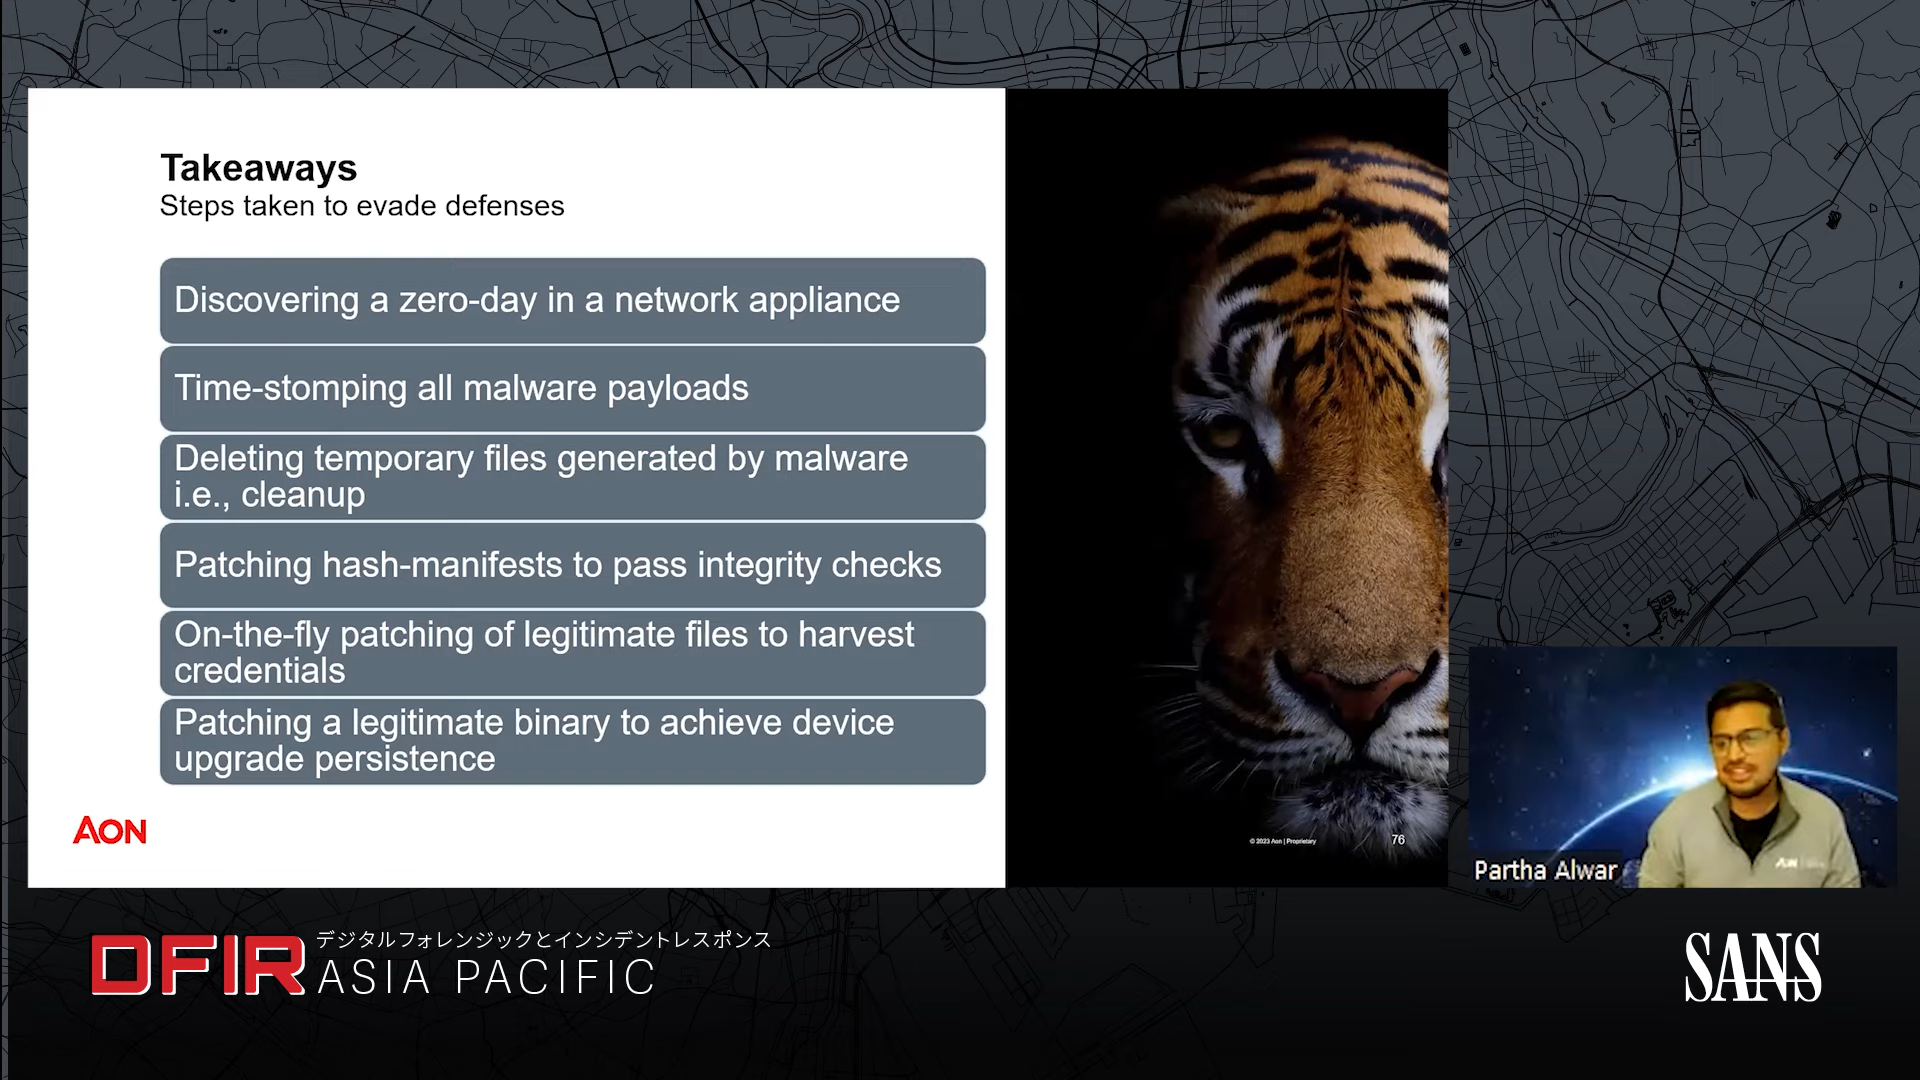 Takeaways
Steps taken to evade defenses
Discovering a zero-day in a network appliance
Time-stomping all malware payloads
Deleting temporary files generated by malware
i.e., cleanup
Patching hash-manifests to pass integrity checks
On-the-fly patching of legitimate files to harvest
credentials
Patching a legitimate binary to achieve device
upgrade persistence
AON
© 2023 Aon | Proprietary
76
AON
Partha Alwar
DFIR
デジタルフォレンジックとインシデントレスポンス
ASIA PACIFIC
SANS